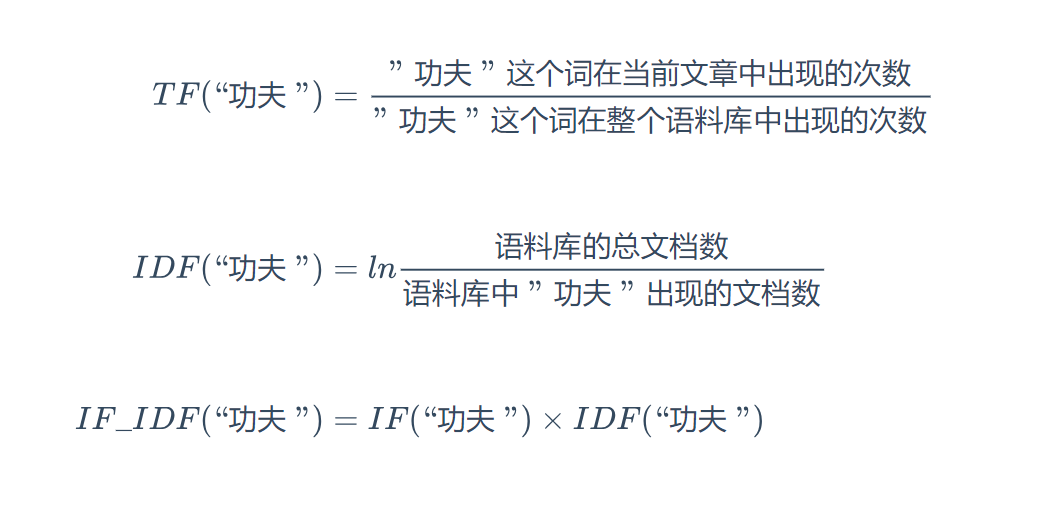 TF(“功夫 ”) = ” 功夫 ” 这个词在当前文章中出现的次数
” 功夫 ” 这个词在整个语料库中出现的次数
IDF(“功夫 ”) = ln 语料库的总文档数
语料库中 ” 功夫 ” 出现的文档数
IF_IDF(“功夫 ”) = IF(“功夫 ”) × IDF(“功夫 ”)